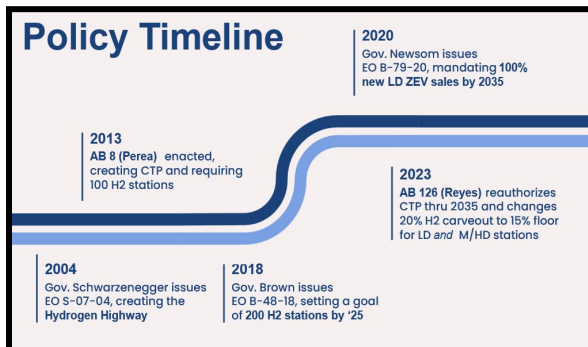 Policy Timeline
2020
Gov. Newsom issues
EO B-79-20, mandating 100%
new LD ZEV sales by 2035
2013
AB 8 (Perea) enacted,
creating CTP and requiring
100 H2 stations
2023
AB 126 (Reyes) reauthorizes
CTP thru 2035 and changes
20% H2 carveout to 15% floor
for LD and M/HD stations
2004
Gov. Schwarzenegger issues
EO S-07-04, creating the
Hydrogen Highway
2018
Gov. Brown issues
EO B-48-18, setting a goal
of 200 H2 stations by ‘25